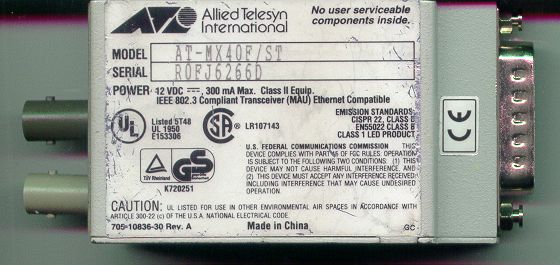 Allied Telesyn
International
No user serviceable
components inside.
MODEL AT-MX40F/ST
SERIAL R0FJ6266D
POWER 12 VDC 300 mA Max. Class II Equip.
IEEE 802.3 Compliant Transceiver (MAU) Ethernet Compatible
UL
Listed 5T48
UL 1950
E153306
LR107143
EMISSION STANDARDS
CISPR 22, CLASS B
EN55022 CLASS B
CLASS 1 LED PRODUCT
TÜV Rheinland
GS
K720251
U.S. FEDERAL COMMUNICATIONS COMMISSION THIS
DEVICE COMPLIES WITH PART 15 OF FCC RULES. OPERATION
IS SUBJECT TO THE FOLLOWING TWO CONDITIONS: (1) THIS
DEVICE MAY NOT CAUSE HARMFUL INTERFERENCE, AND
(2) THIS DEVICE MUST ACCEPT ANY INTERFERENCE RECEIVED
INCLUDING INTERFERENCE THAT MAY CAUSE UNDESIRED
OPERATION.
CAUTION: UL LISTED FOR USE IN OTHER ENVIRONMENTAL AIR SPACES IN ACCORDANCE WITH
ARTICLE 300-22 (c) OF THE U.S.A. NATIONAL ELECTRICAL CODE.
705-10836-30 Rev. A Made in China GC
CE